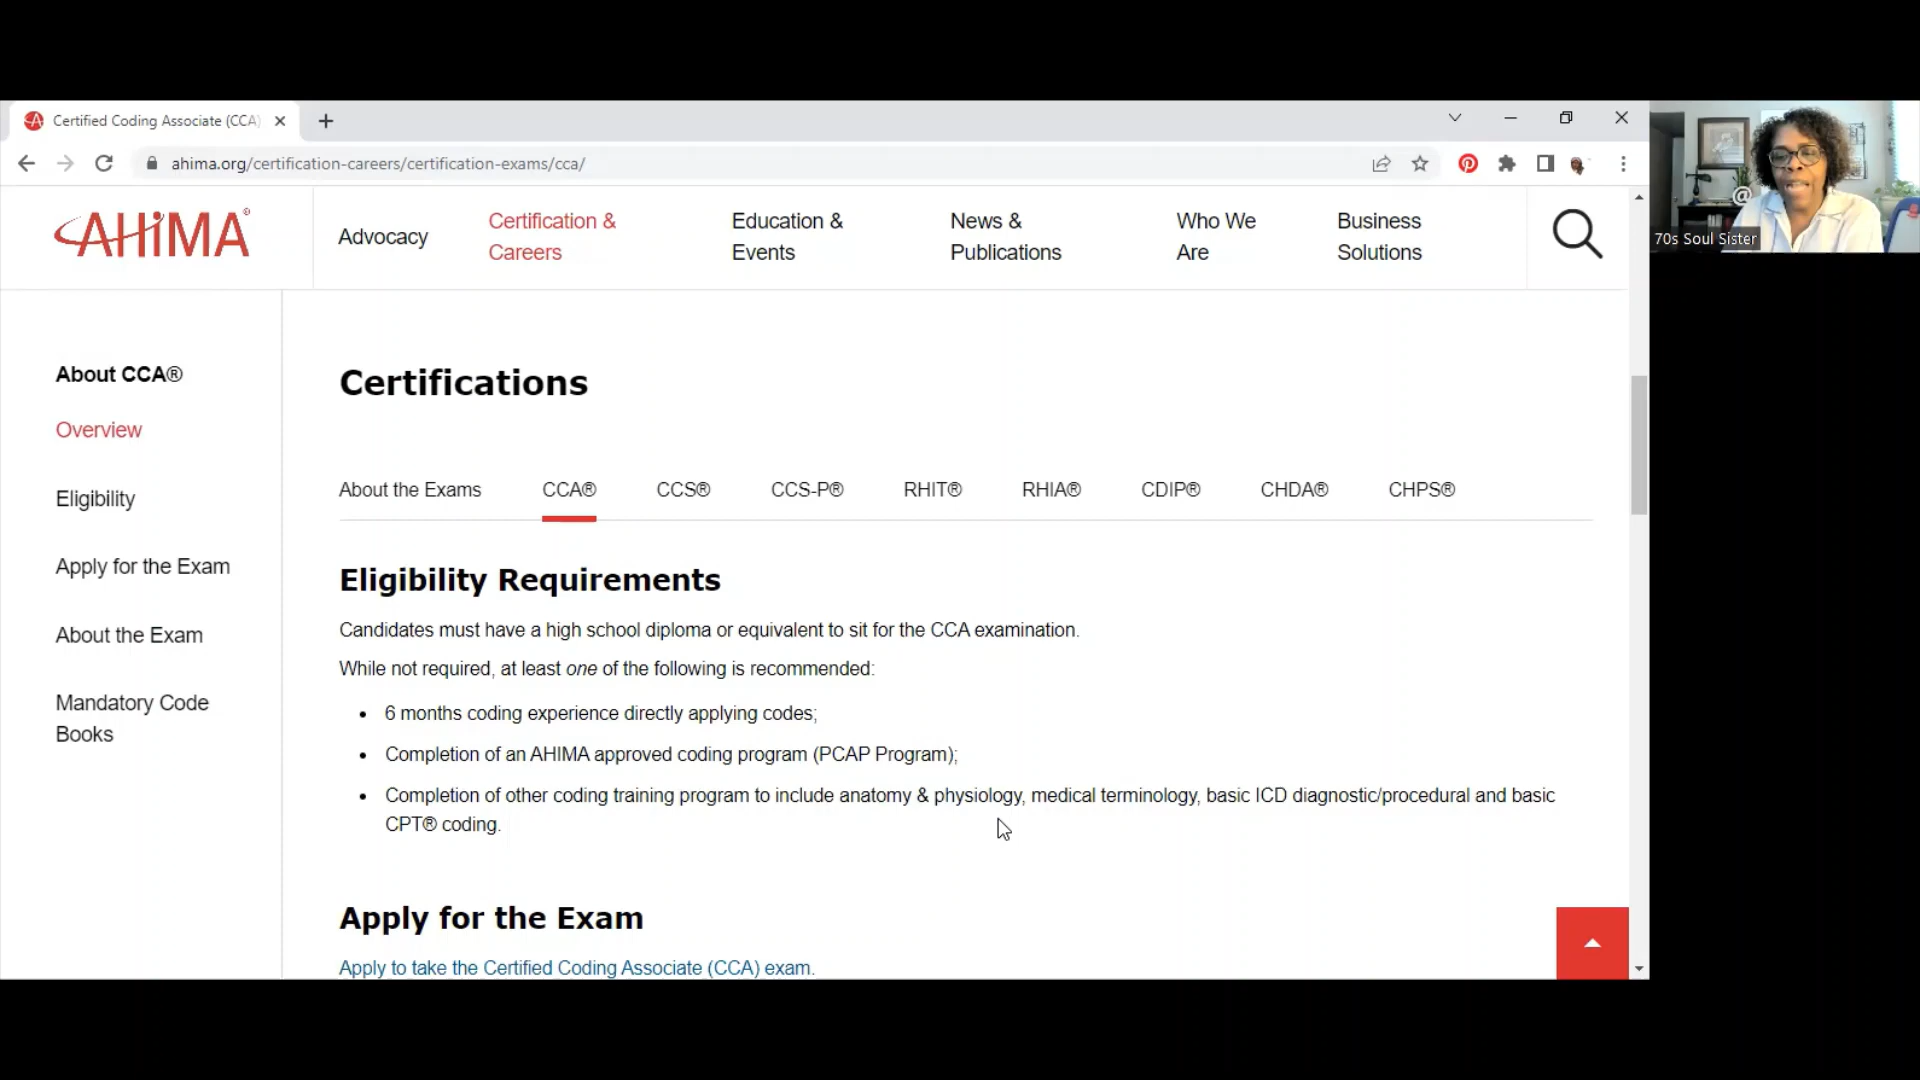 Certified Coding Associate (CCA)
ahima.org/certification-careers/certification-exams/cca/
AHiMA®
Advocacy
Certification &
Careers
Education &
Events
News &
Publications
Who We
Are
Business
Solutions
70s Soul Sister
About CCA®
Overview
Eligibility
Apply for the Exam
About the Exam
Mandatory Code
Books
Certifications
About the Exams CCA® CCS® CCS-P® RHIT® RHIA® CDIP® CHDA® CHPS®
Eligibility Requirements
Candidates must have a high school diploma or equivalent to sit for the CCA examination.
While not required, at least one of the following is recommended:
• 6 months coding experience directly applying codes;
• Completion of an AHIMA approved coding program (PCAP Program);
• Completion of other coding training program to include anatomy & physiology, medical terminology, basic ICD diagnostic/procedural and basic
CPT® coding.
Apply for the Exam
Apply to take the Certified Coding Associate (CCA) exam.